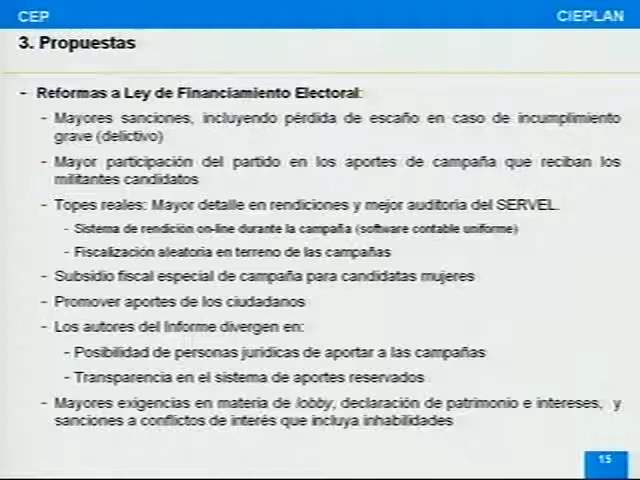 CEP
CIEPLAN
3. Propuestas
- Reformas a Ley de Financiamiento Electoral:
- Mayores sanciones, incluyendo pérdida de escaño en caso de incumplimiento
grave (delictivo)
- Mayor participación del partido en los aportes de campaña que reciban los
militantes candidatos
- Topes reales: Mayor detalle en rendiciones y mejor auditoria del SERVEL.
- Sistema de rendición on-line durante la campaña (software contable uniforme)
- Fiscalización aleatoria en terreno de las campañas
- Subsidio fiscal especial de campaña para candidatas mujeres
- Promover aportes de los ciudadanos
- Los autores del Informe divergen en:
- Posibilidad de personas jurídicas de aportar a las campañas
- Transparencia en el sistema de aportes reservados
- Mayores exigencias en materia de lobby, declaración de patrimonio e intereses, y
sanciones a conflictos de interés que incluya inhabilidades
15